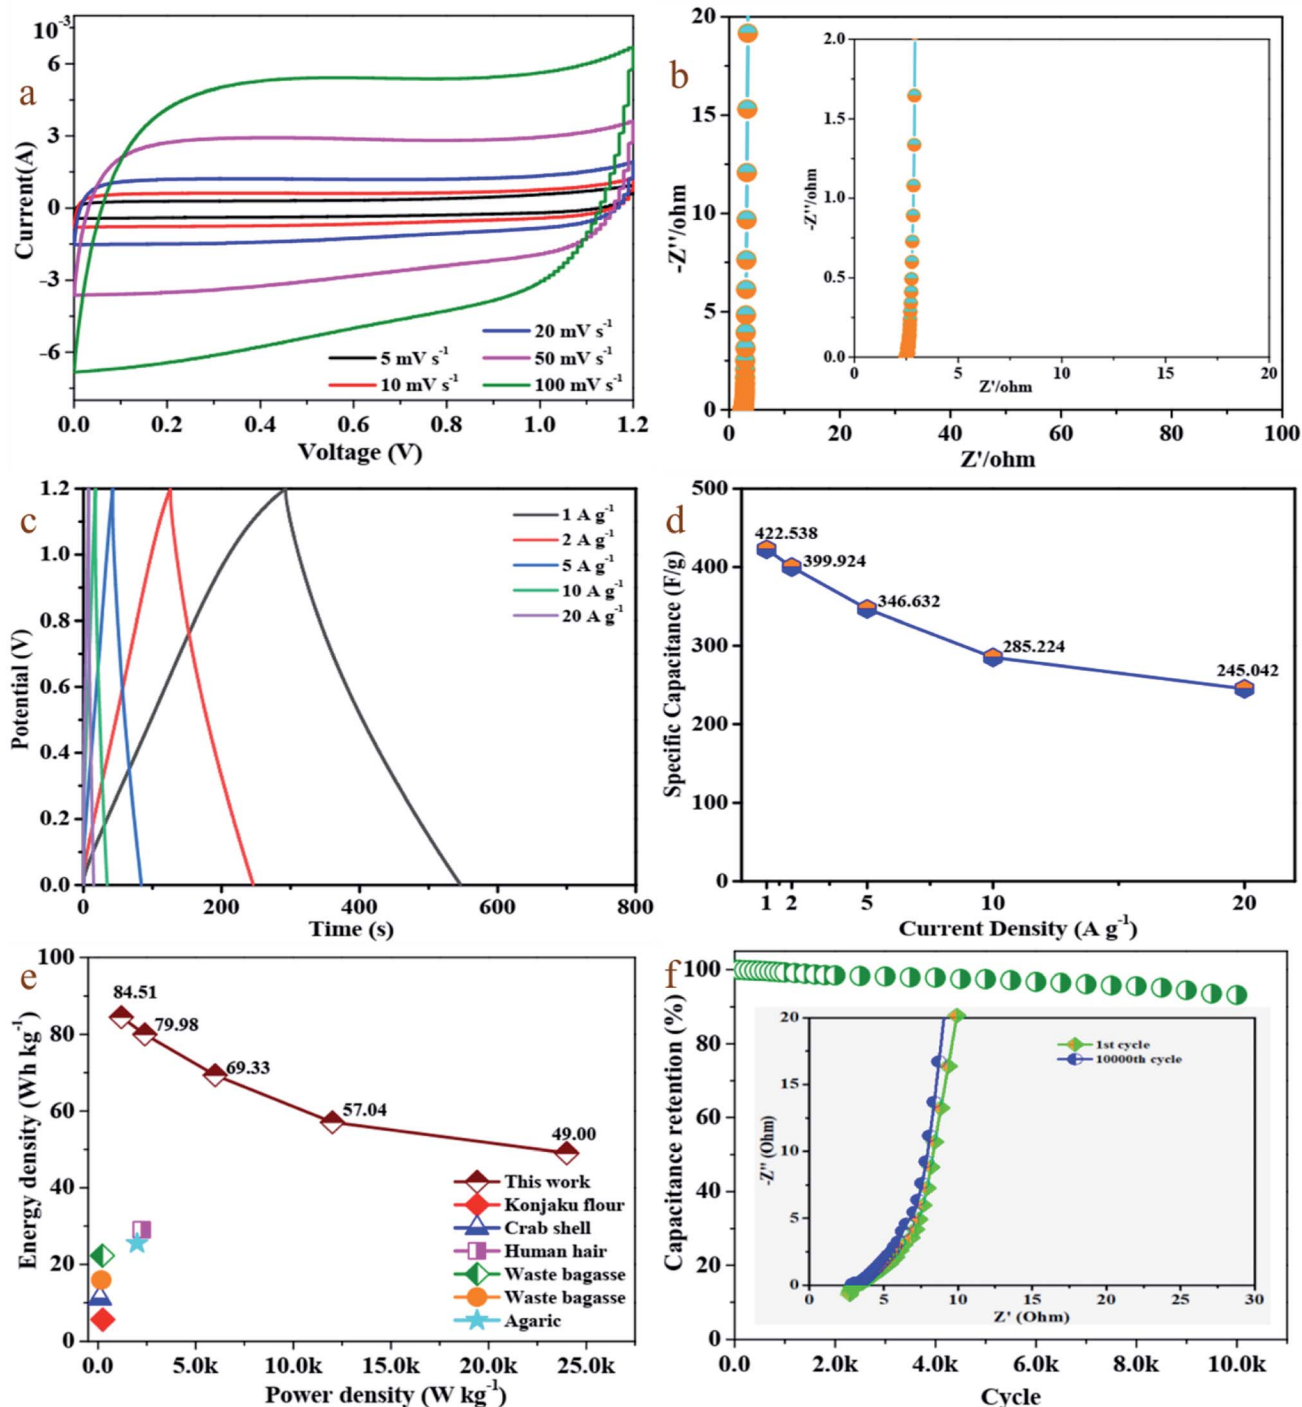 a
10⁻³
6
3
0
−3
−6
Current(A)
0.0 0.2 0.4 0.6 0.8 1.0 1.2
Voltage (V)
5 mV s⁻¹
10 mV s⁻¹
20 mV s⁻¹
50 mV s⁻¹
100 mV s⁻¹
b
20
15
10
5
0
-Z''/ohm
0 20 40 60 80 100
Z'/ohm
2.0
1.5
1.0
0.5
0.0
-Z''/ohm
0 5 10 15 20
Z'/ohm
c
1.2
1.0
0.8
0.6
0.4
0.2
0.0
Potential (V)
0 200 400 600 800
Time (s)
1 A g⁻¹
2 A g⁻¹
5 A g⁻¹
10 A g⁻¹
20 A g⁻¹
d
500
400
300
200
100
0
Specific Capacitance (F/g)
422.538
399.924
346.632
285.224
245.042
1 2 5 10 20
Current Density (A g⁻¹)
e
100
80
60
40
20
0
Energy density (Wh kg⁻¹)
84.51
79.98
69.33
57.04
49.00
This work
Konjaku flour
Crab shell
Human hair
Waste bagasse
Waste bagasse
Agaric
0.0 5.0k 10.0k 15.0k 20.0k 25.0k
Power density (W kg⁻¹)
f
100
80
60
40
20
0
Capacitance retention (%)
20
15
10
5
0
-Z'' (Ohm)
1st cycle
10000th cycle
0 5 10 15 20 25 30
Z' (Ohm)
0.0 2.0k 4.0k 6.0k 8.0k 10.0k
Cycle